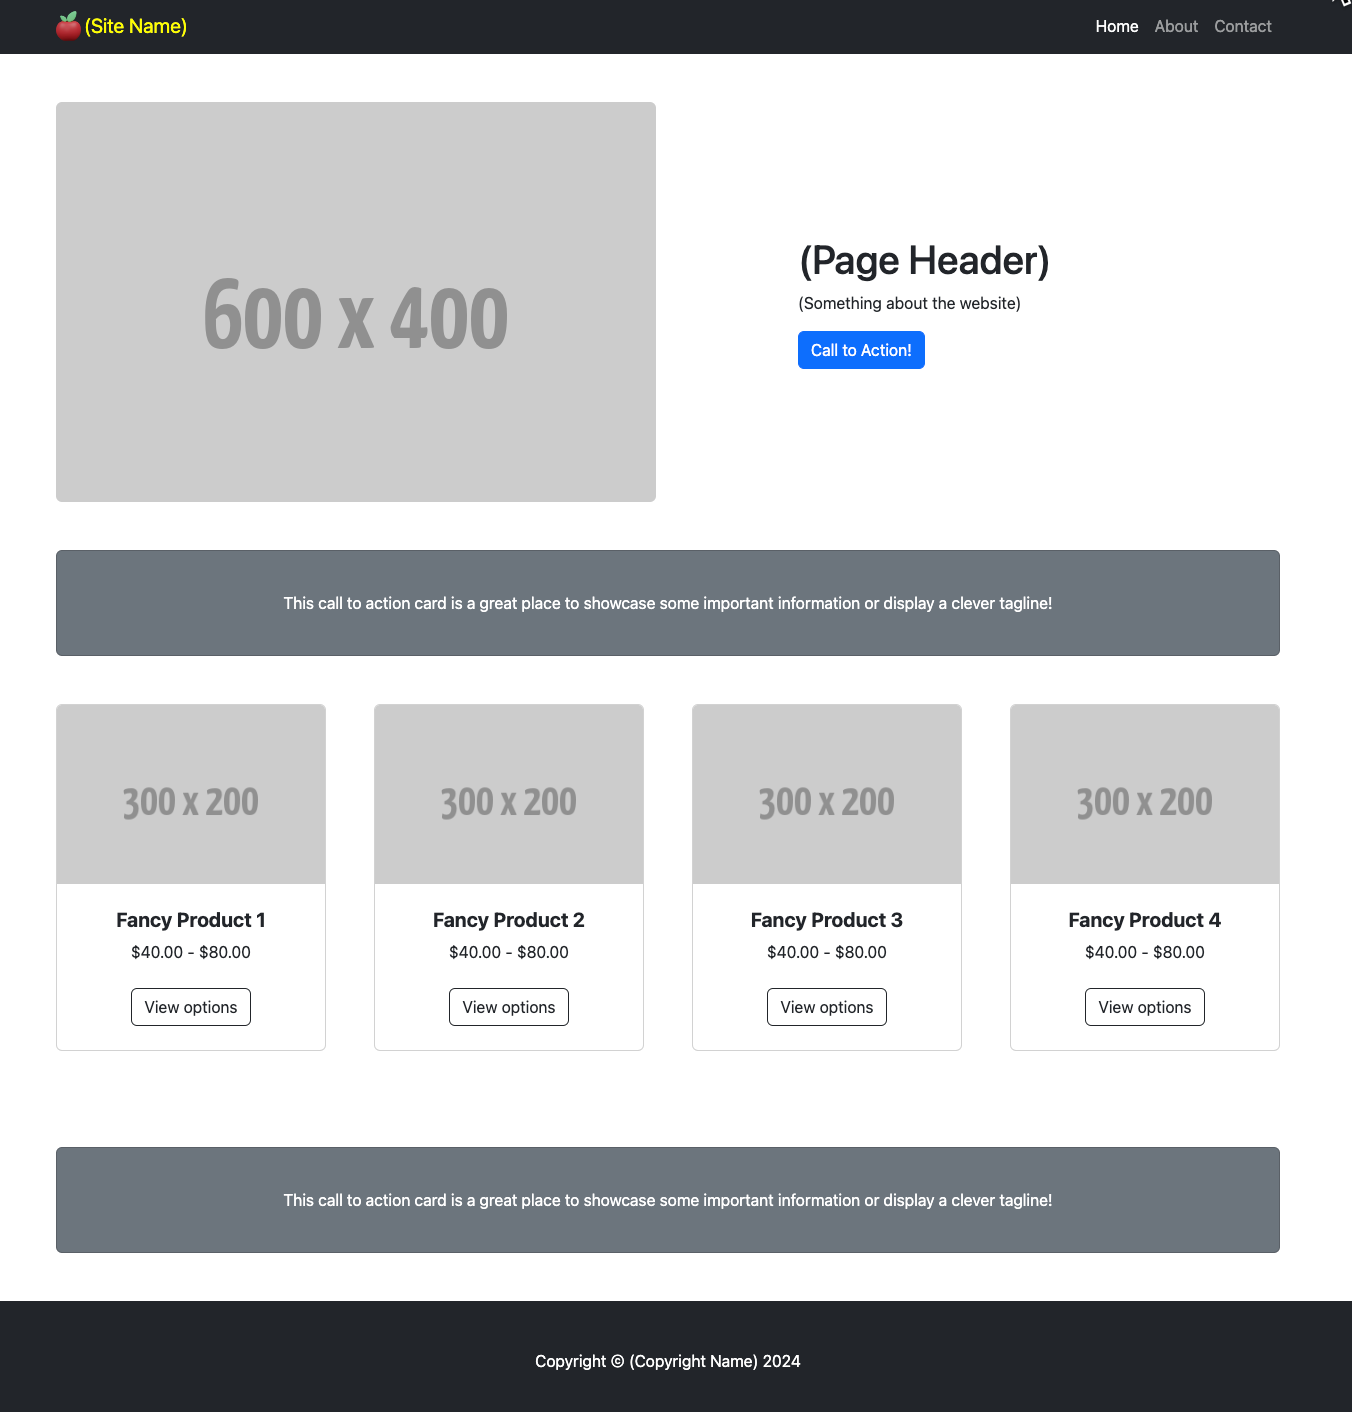 (Site Name)
Home About Contact
600 x 400
(Page Header)
(Something about the website)
Call to Action!
This call to action card is a great place to showcase some important information or display a clever tagline!
300 x 200
300 x 200
300 x 200
300 x 200
Fancy Product 1
$40.00 - $80.00
View options
Fancy Product 2
$40.00 - $80.00
View options
Fancy Product 3
$40.00 - $80.00
View options
Fancy Product 4
$40.00 - $80.00
View options
This call to action card is a great place to showcase some important information or display a clever tagline!
Copyright © (Copyright Name) 2024